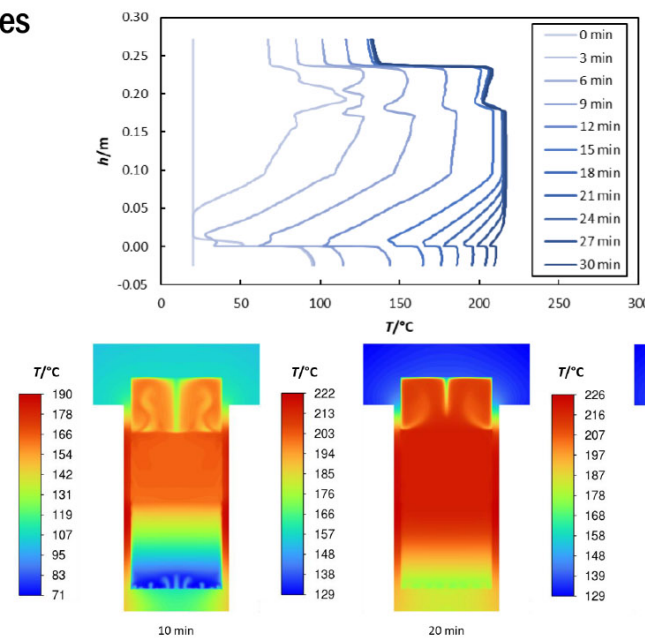 es
0.30
0.25
0.20
0.15
0.10
0.05
0.00
-0.05
h/m
0
50
100
150
200
250
300
T/°C
0 min
3 min
6 min
9 min
12 min
15 min
18 min
21 min
24 min
27 min
30 min
T/°C
190
178
166
154
142
131
119
107
95
83
71
10 min
T/°C
222
213
203
194
185
176
166
157
148
138
129
20 min
T/°C
226
216
207
197
187
178
168
158
148
139
129